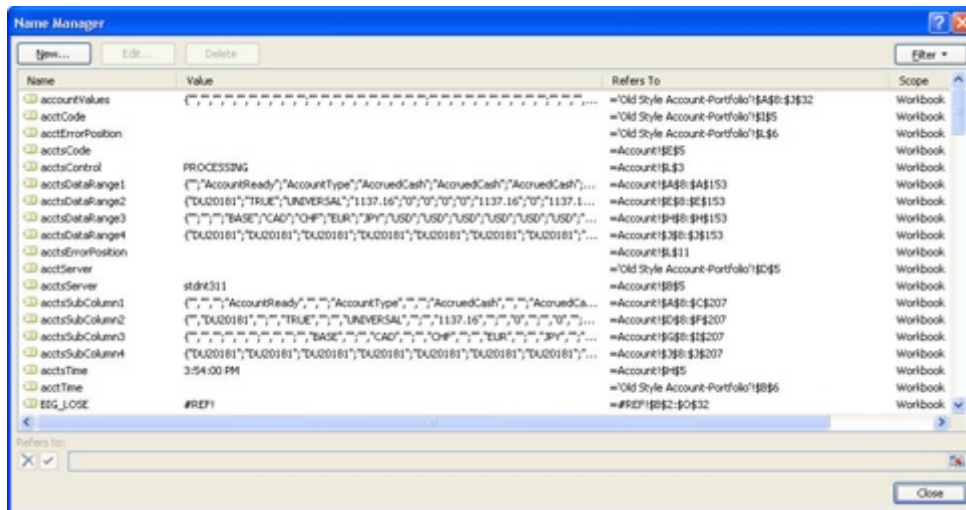 Name Manager
New... Edit... Delete Filter
Name Value Refers To Scope
accountValues ='Old Style Account-Portfolio'!$A$8:$J$32 Workbook
acctCode ='Old Style Account-Portfolio'!$I$5 Workbook
acctErrorPosition ='Old Style Account-Portfolio'!$L$6 Workbook
acctsCode =Account!$E$5 Workbook
acctsControl PROCESSING =Account!$L$3 Workbook
acctsDataRange1 {"";"AccountReady";"AccountType";"AccruedCash";"AccruedCash";"AccruedCash";... =Account!$A$8:$A$153 Workbook
acctsDataRange2 {"DU20181";"TRUE";"UNIVERSAL";"1137.16";"0";"0";"0";"0";"1137.16";"0";"1137.1... =Account!$E$8:$E$153 Workbook
acctsDataRange3 {"";"";"";"BASE";"CAD";"CHF";"EUR";"JPY";"USD";"USD";"USD";"USD";"USD";"USD";"... =Account!$H$8:$H$153 Workbook
acctsDataRange4 {"DU20181";"DU20181";"DU20181";"DU20181";"DU20181";"DU20181";"... =Account!$J$8:$J$153 Workbook
acctsErrorPosition =Account!$L$11 Workbook
acctServer ='Old Style Account-Portfolio'!$D$5 Workbook
acctsServer stdnt311 =Account!$B$5 Workbook
acctsSubColumn1 =Account!$A$8:$C$207 Workbook
acctsSubColumn2 =Account!$D$8:$F$207 Workbook
acctsSubColumn3 =Account!$G$8:$I$207 Workbook
acctsSubColumn4 {"DU20181";"DU20181";"DU20181";"DU20181";"DU20181";"DU20181";"... =Account!$J$8:$J$207 Workbook
acctsTime 3:54:00 PM =Account!$H$5 Workbook
acctTime ='Old Style Account-Portfolio'!$B$6 Workbook
BIG_LOSE #REF! =#REF!$B$2:$O$32 Workbook
Refers to:
Close